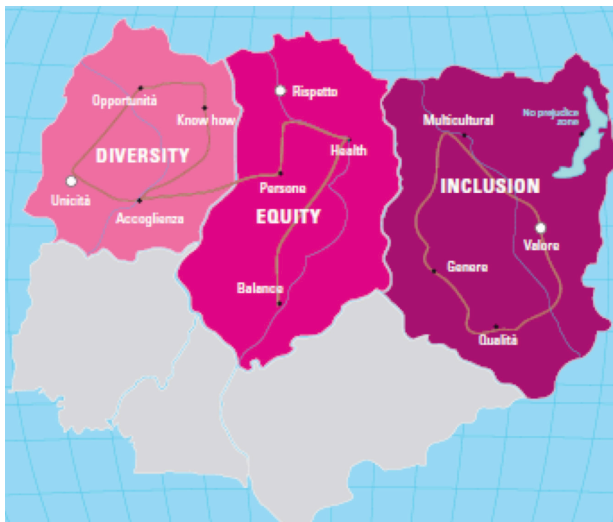 Opportunità
Know how
DIVERSITY
Unicità
Accoglienza
Rispetto
Health
Persone
EQUITY
Balance
Multicultural
No prejudice
zone
INCLUSION
Valore
Genere
Qualità